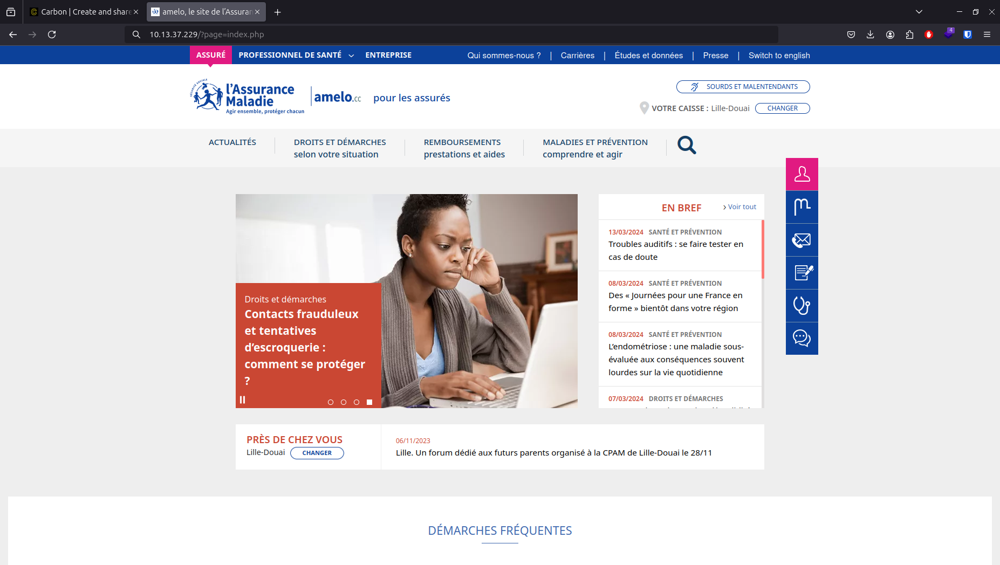 Carbon | Create and share
amelo, le site de l’Assuran
10.13.37.229/?page=index.php
4
ASSURÉ
PROFESSIONNEL DE SANTÉ
ENTREPRISE
Qui sommes-nous ? | Carrières | Études et données | Presse | Switch to english
SÉCURITÉ SOCIALE
l’Assurance
Maladie
Agir ensemble, protéger chacun
amelo.cc
pour les assurés
SOURDS ET MALENTENDANTS
VOTRE CAISSE : Lille-Douai
CHANGER
ACTUALITÉS
DROITS ET DÉMARCHES
selon votre situation
REMBOURSEMENTS
prestations et aides
MALADIES ET PRÉVENTION
comprendre et agir
Droits et démarches
Contacts frauduleux
et tentatives
d’escroquerie :
comment se protéger
?
EN BREF
Voir tout
13/03/2024 SANTÉ ET PRÉVENTION
Troubles auditifs : se faire tester en
cas de doute
08/03/2024 SANTÉ ET PRÉVENTION
Des « Journées pour une France en
forme » bientôt dans votre région
08/03/2024 SANTÉ ET PRÉVENTION
L’endométriose : une maladie sous-
évaluée aux conséquences souvent
lourdes sur la vie quotidienne
07/03/2024 DROITS ET DÉMARCHES
PRÈS DE CHEZ VOUS
Lille-Douai
CHANGER
06/11/2023
Lille. Un forum dédié aux futurs parents organisé à la CPAM de Lille-Douai le 28/11
DÉMARCHES FRÉQUENTES